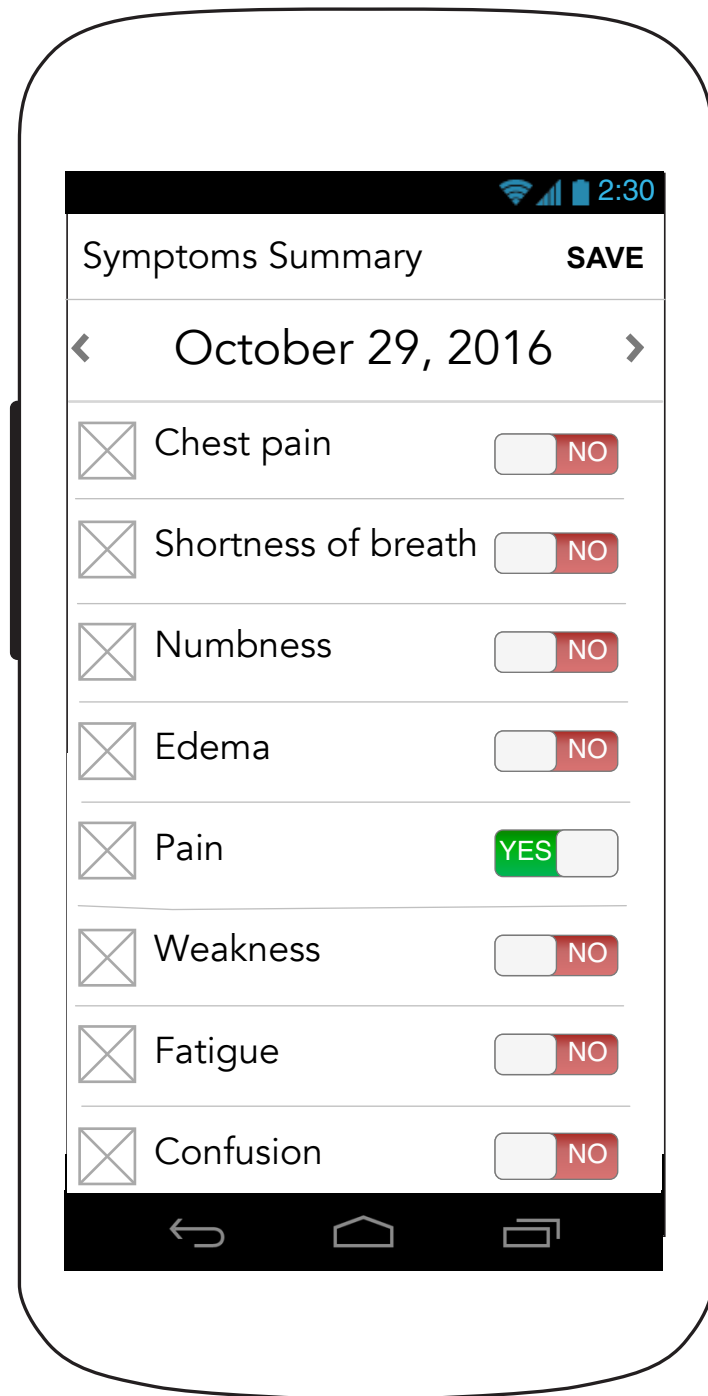 2:30
Symptoms Summary SAVE
October 29, 2016
Chest pain NO
Shortness of breath NO
Numbness NO
Edema NO
Pain YES
Weakness NO
Fatigue NO
Confusion NO